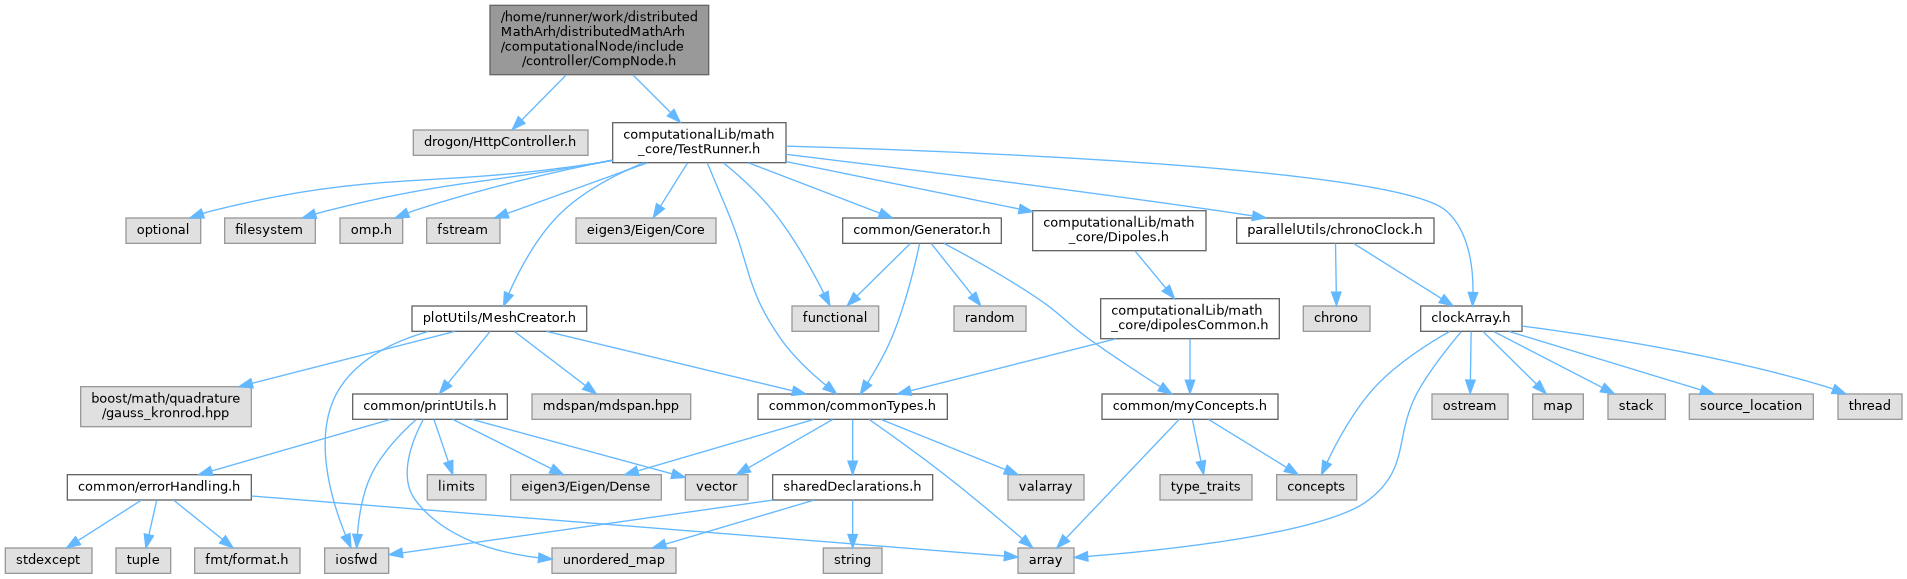 /home/runner/work/distributed
MathArh/distributedMathArh
/computationalNode/include
/controller/CompNode.h
drogon/HttpController.h
computationalLib/math
_core/TestRunner.h
optional
filesystem
omp.h
fstream
eigen3/Eigen/Core
common/Generator.h
computationalLib/math
_core/Dipoles.h
parallelUtils/chronoClock.h
plotUtils/MeshCreator.h
functional
random
computationalLib/math
_core/dipolesCommon.h
chrono
clockArray.h
boost/math/quadrature
/gauss_kronrod.hpp
common/printUtils.h
mdspan/mdspan.hpp
common/commonTypes.h
common/myConcepts.h
ostream
map
stack
source_location
thread
common/errorHandling.h
limits
eigen3/Eigen/Dense
vector
sharedDeclarations.h
valarray
type_traits
concepts
stdexcept
tuple
fmt/format.h
iosfwd
unordered_map
string
array